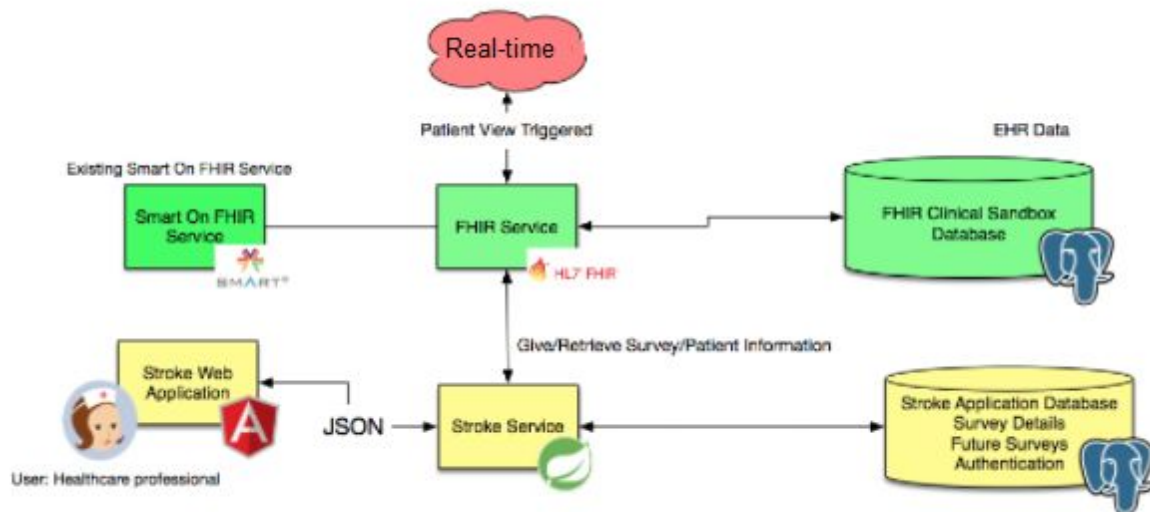 Real-time
Patient View Triggered
EHR Data
Existing Smart On FHIR Service
Smart On FHIR
Service
SMART®
FHIR Service
HL7 FHIR®
FHIR Clinical Sandbox
Database
Give/Retrieve Survey/Patient Information
Stroke Web
Application
A
JSON
Stroke Service
Stroke Application Database
Survey Details
Future Surveys
Authentication
User: Healthcare professional